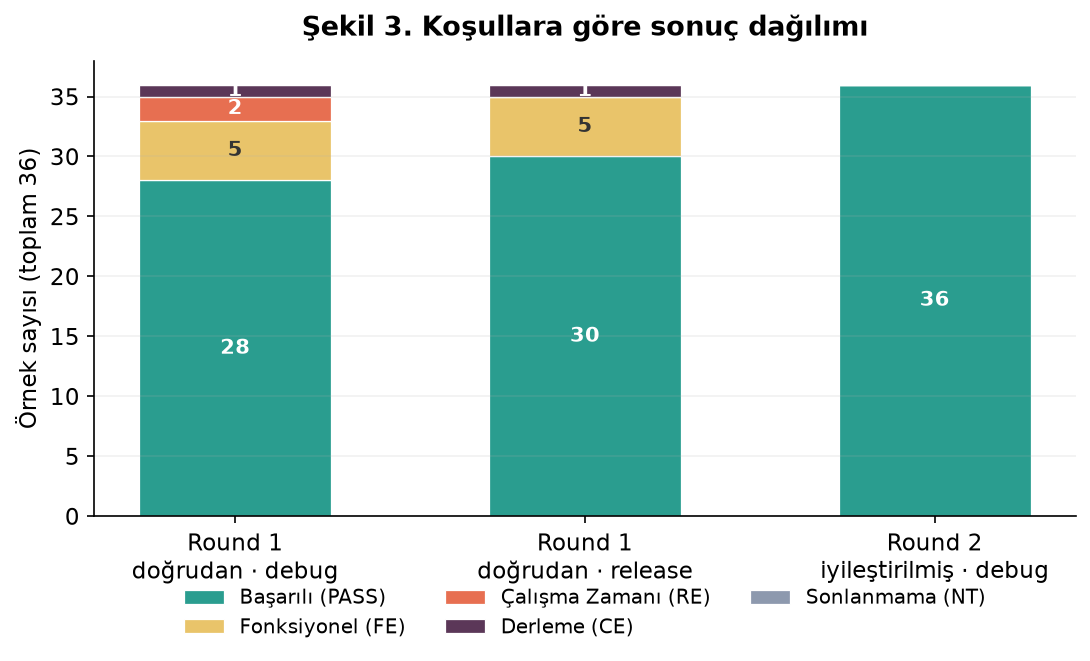 Şekil 3. Koşullara göre sonuç dağılımı
Örnek sayısı (toplam 36)
35
30
25
20
15
10
5
0
1
2
5
28
1
5
30
36
Round 1
doğrudan · debug
Round 1
doğrudan · release
Round 2
iyileştirilmiş · debug
Başarılı (PASS)
Fonksiyonel (FE)
Çalışma Zamanı (RE)
Derleme (CE)
Sonlanmama (NT)